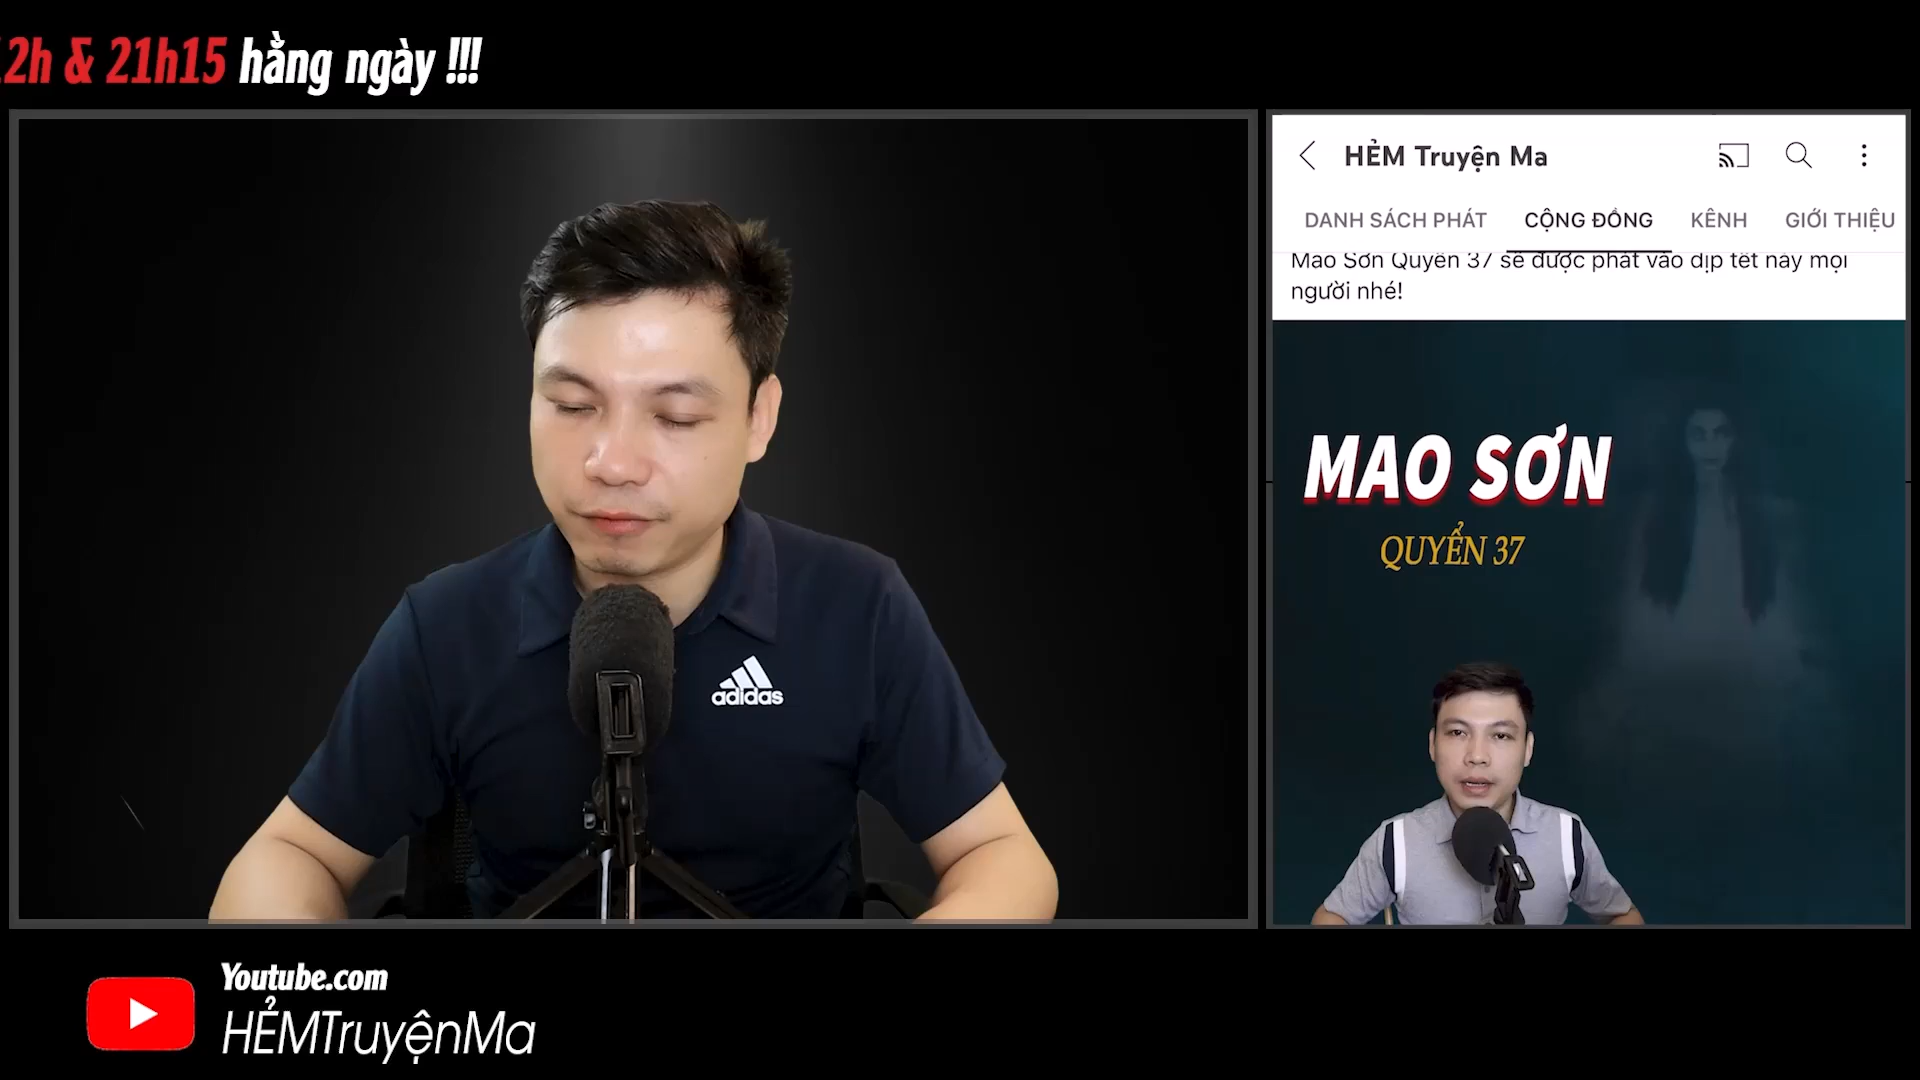 2h & 21h15 hằng ngày !!!
HẺM Truyện Ma
DANH SÁCH PHÁT CỘNG ĐỒNG KÊNH GIỚI THIỆU
Mao Sơn Quyển 37 sẽ được phát vào dịp tết này mọi
người nhé!
MAO SƠN
QUYỂN 37
adidas
Youtube.com
HẺMTruyệnMa